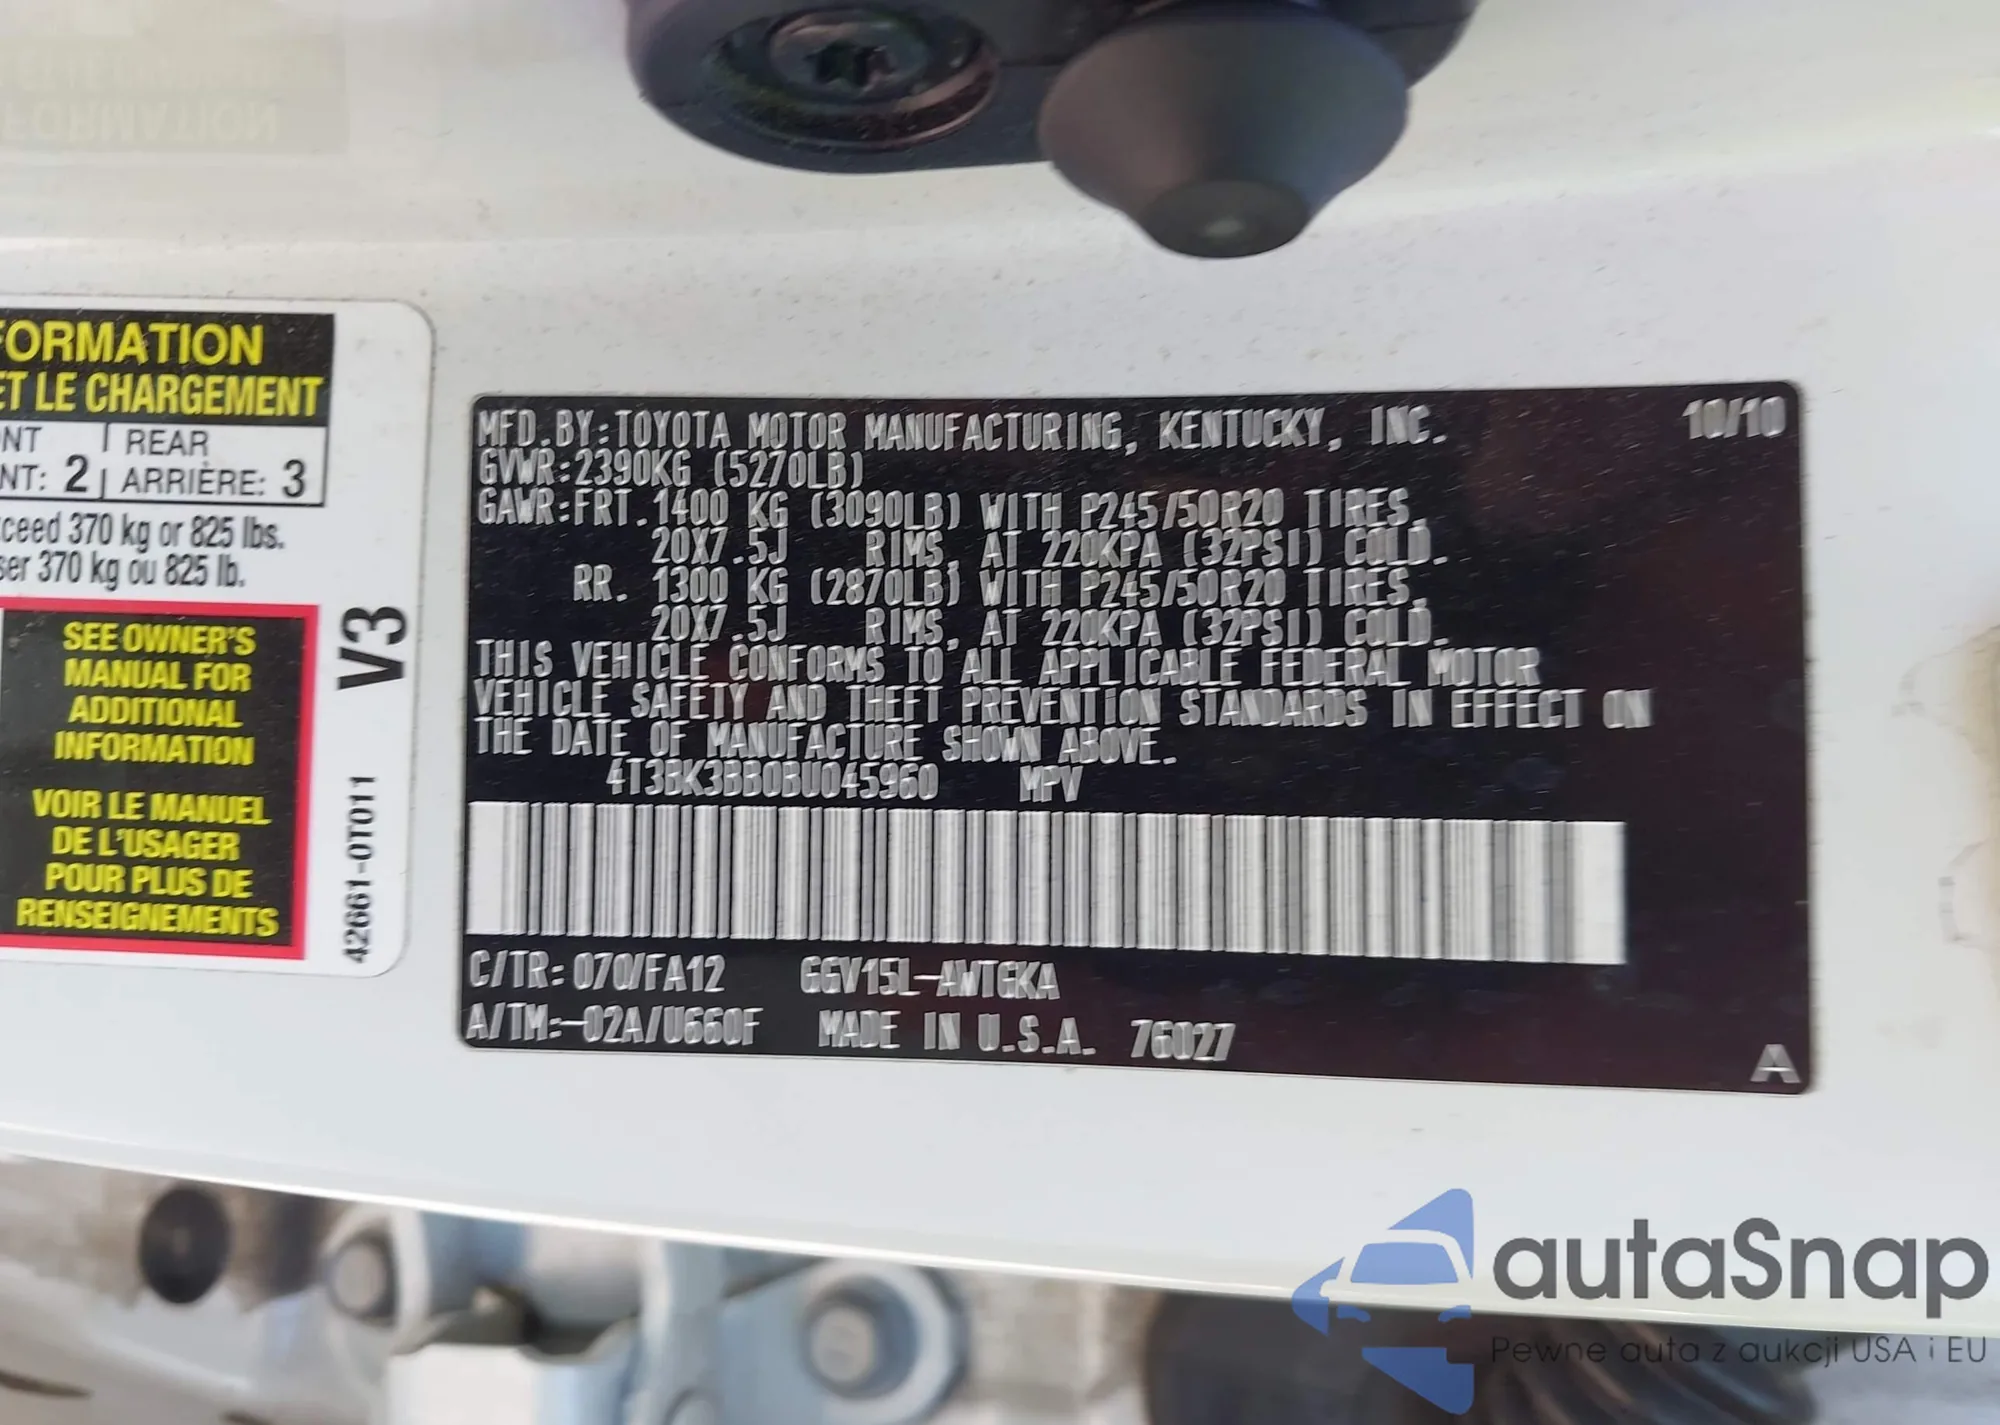 FORMATION
ET LE CHARGEMENT
ONT | REAR
NT: 2 | ARRIÈRE: 3
xceed 370 kg or 825 lbs.
ser 370 kg ou 825 lb.
SEE OWNER'S
MANUAL FOR
ADDITIONAL
INFORMATION
VOIR LE MANUEL
DE L'USAGER
POUR PLUS DE
RENSEIGNEMENTS
V3
42661-0T011
MFD.BY:TOYOTA MOTOR MANUFACTURING, KENTUCKY, INC. 10/10
GVWR:2390KG (5270LB)
GAWR:FRT.1400 KG (3090LB) WITH P245/50R20 TIRES,
20X7.5J RIMS, AT 220KPA (32PSI) COLD.
RR. 1300 KG (2870LB) WITH P245/50R20 TIRES,
20X7.5J RIMS, AT 220KPA (32PSI) COLD.
THIS VEHICLE CONFORMS TO ALL APPLICABLE FEDERAL MOTOR
VEHICLE SAFETY AND THEFT PREVENTION STANDARDS IN EFFECT ON
THE DATE OF MANUFACTURE SHOWN ABOVE.
4T3BK3BB0BU045960 MPV
C/TR: 070/FA12 GGV15L-AWTGKA
A/TM:-02A/U660F MADE IN U.S.A. 76027
A
autaSnap
Pewne auta z aukcji USA i EU